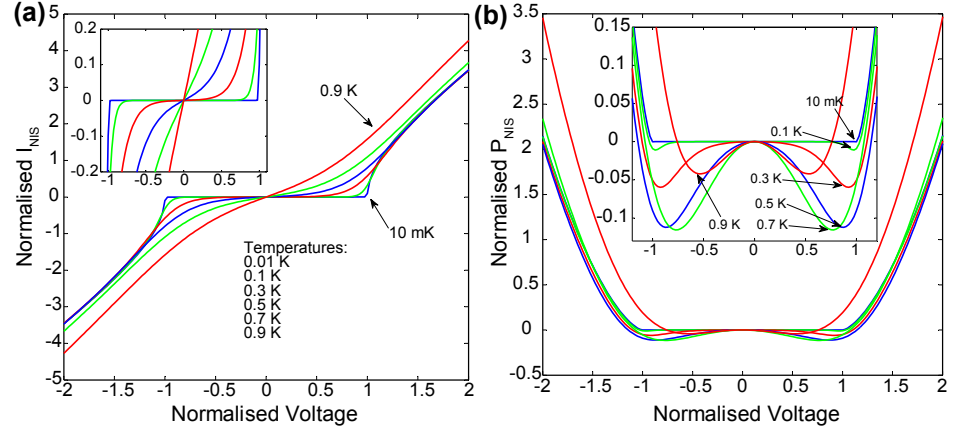 (a)
Normalised I_NIS
5
4
3
2
1
0
-1
-2
-3
-4
-5
-2
-1.5
-1
-0.5
0
0.5
1
1.5
2
Normalised Voltage
0.2
0.1
0
-0.1
-0.2
-1
-0.5
0
0.5
1
0.9 K
10 mK
Temperatures:
0.01 K
0.1 K
0.3 K
0.5 K
0.7 K
0.9 K
(b)
Normalised P_NIS
3.5
3
2.5
2
1.5
1
0.5
0
-0.5
-2
-1.5
-1
-0.5
0
0.5
1
1.5
2
Normalised Voltage
0.15
0.1
0.05
0
-0.05
-0.1
-1
-0.5
0
0.5
1
10 mK
0.1 K
0.3 K
0.5 K
0.7 K
0.9 K